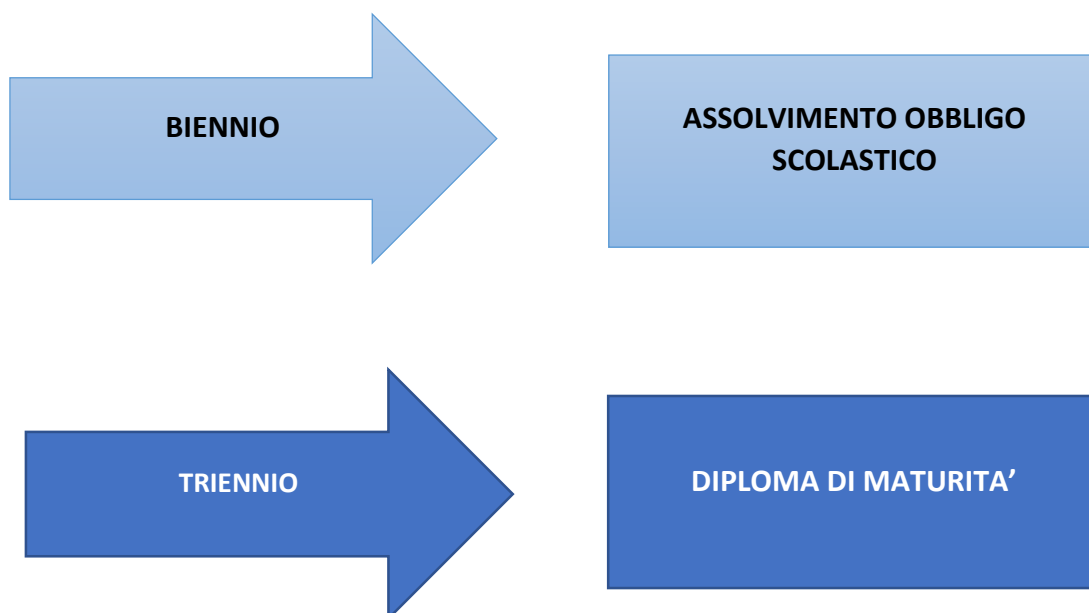 BIENNIO
ASSOLVIMENTO OBBLIGO
SCOLASTICO
TRIENNIO
DIPLOMA DI MATURITA’